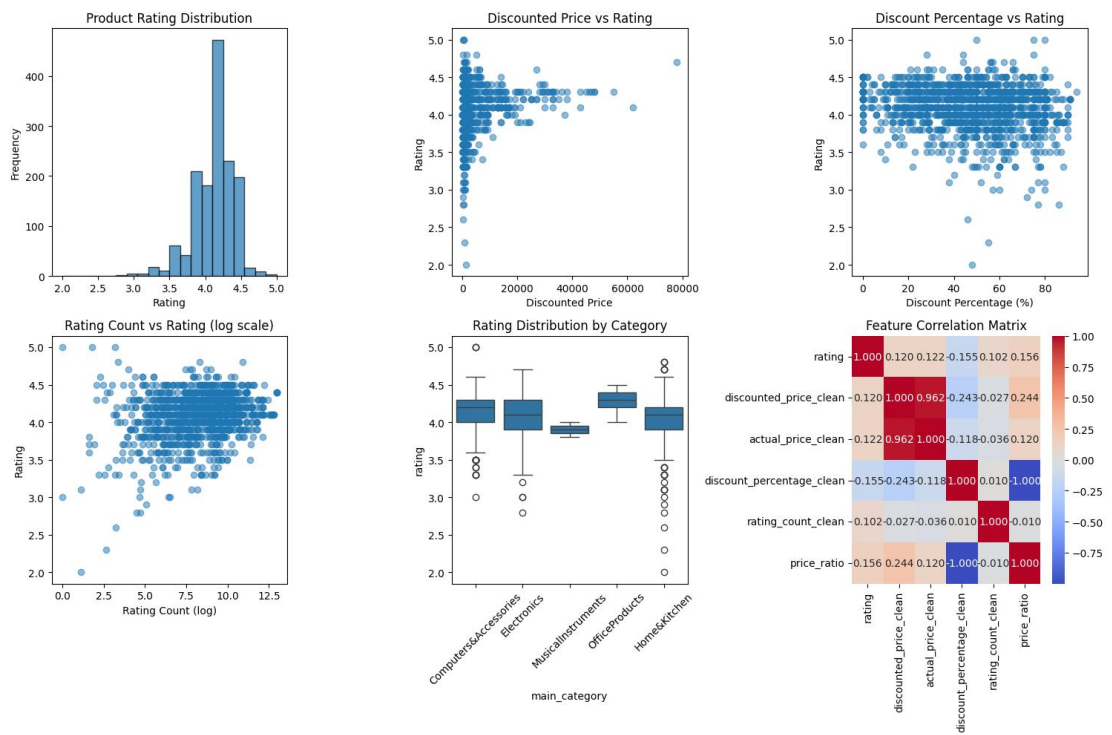 Product Rating Distribution
Frequency
400
300
200
100
0
2.0 2.5 3.0 3.5 4.0 4.5 5.0
Rating
Discounted Price vs Rating
Rating
5.0
4.5
4.0
3.5
3.0
2.5
2.0
0 20000 40000 60000 80000
Discounted Price
Discount Percentage vs Rating
Rating
5.0
4.5
4.0
3.5
3.0
2.5
2.0
0 20 40 60 80
Discount Percentage (%)
Rating Count vs Rating (log scale)
Rating
5.0
4.5
4.0
3.5
3.0
2.5
2.0
0.0 2.5 5.0 7.5 10.0 12.5
Rating Count (log)
Rating Distribution by Category
rating
5.0
4.5
4.0
3.5
3.0
2.5
2.0
Computers&Accessories
Electronics
MusicalInstruments
OfficeProducts
Home&Kitchen
main_category
Feature Correlation Matrix
rating 1.000 0.120 0.122 -0.155 0.102 0.156
discounted_price_clean 0.120 1.000 0.962 -0.243 -0.027 0.244
actual_price_clean 0.122 0.962 1.000 -0.118 -0.036 0.120
discount_percentage_clean -0.155 -0.243 -0.118 1.000 0.010 -1.000
rating_count_clean 0.102 -0.027 -0.036 0.010 1.000 -0.010
price_ratio 0.156 0.244 0.120 -1.000 -0.010 1.000
rating
discounted_price_clean
actual_price_clean
discount_percentage_clean
rating_count_clean
price_ratio
1.00
0.75
0.50
0.25
0.00
−0.25
−0.50
−0.75